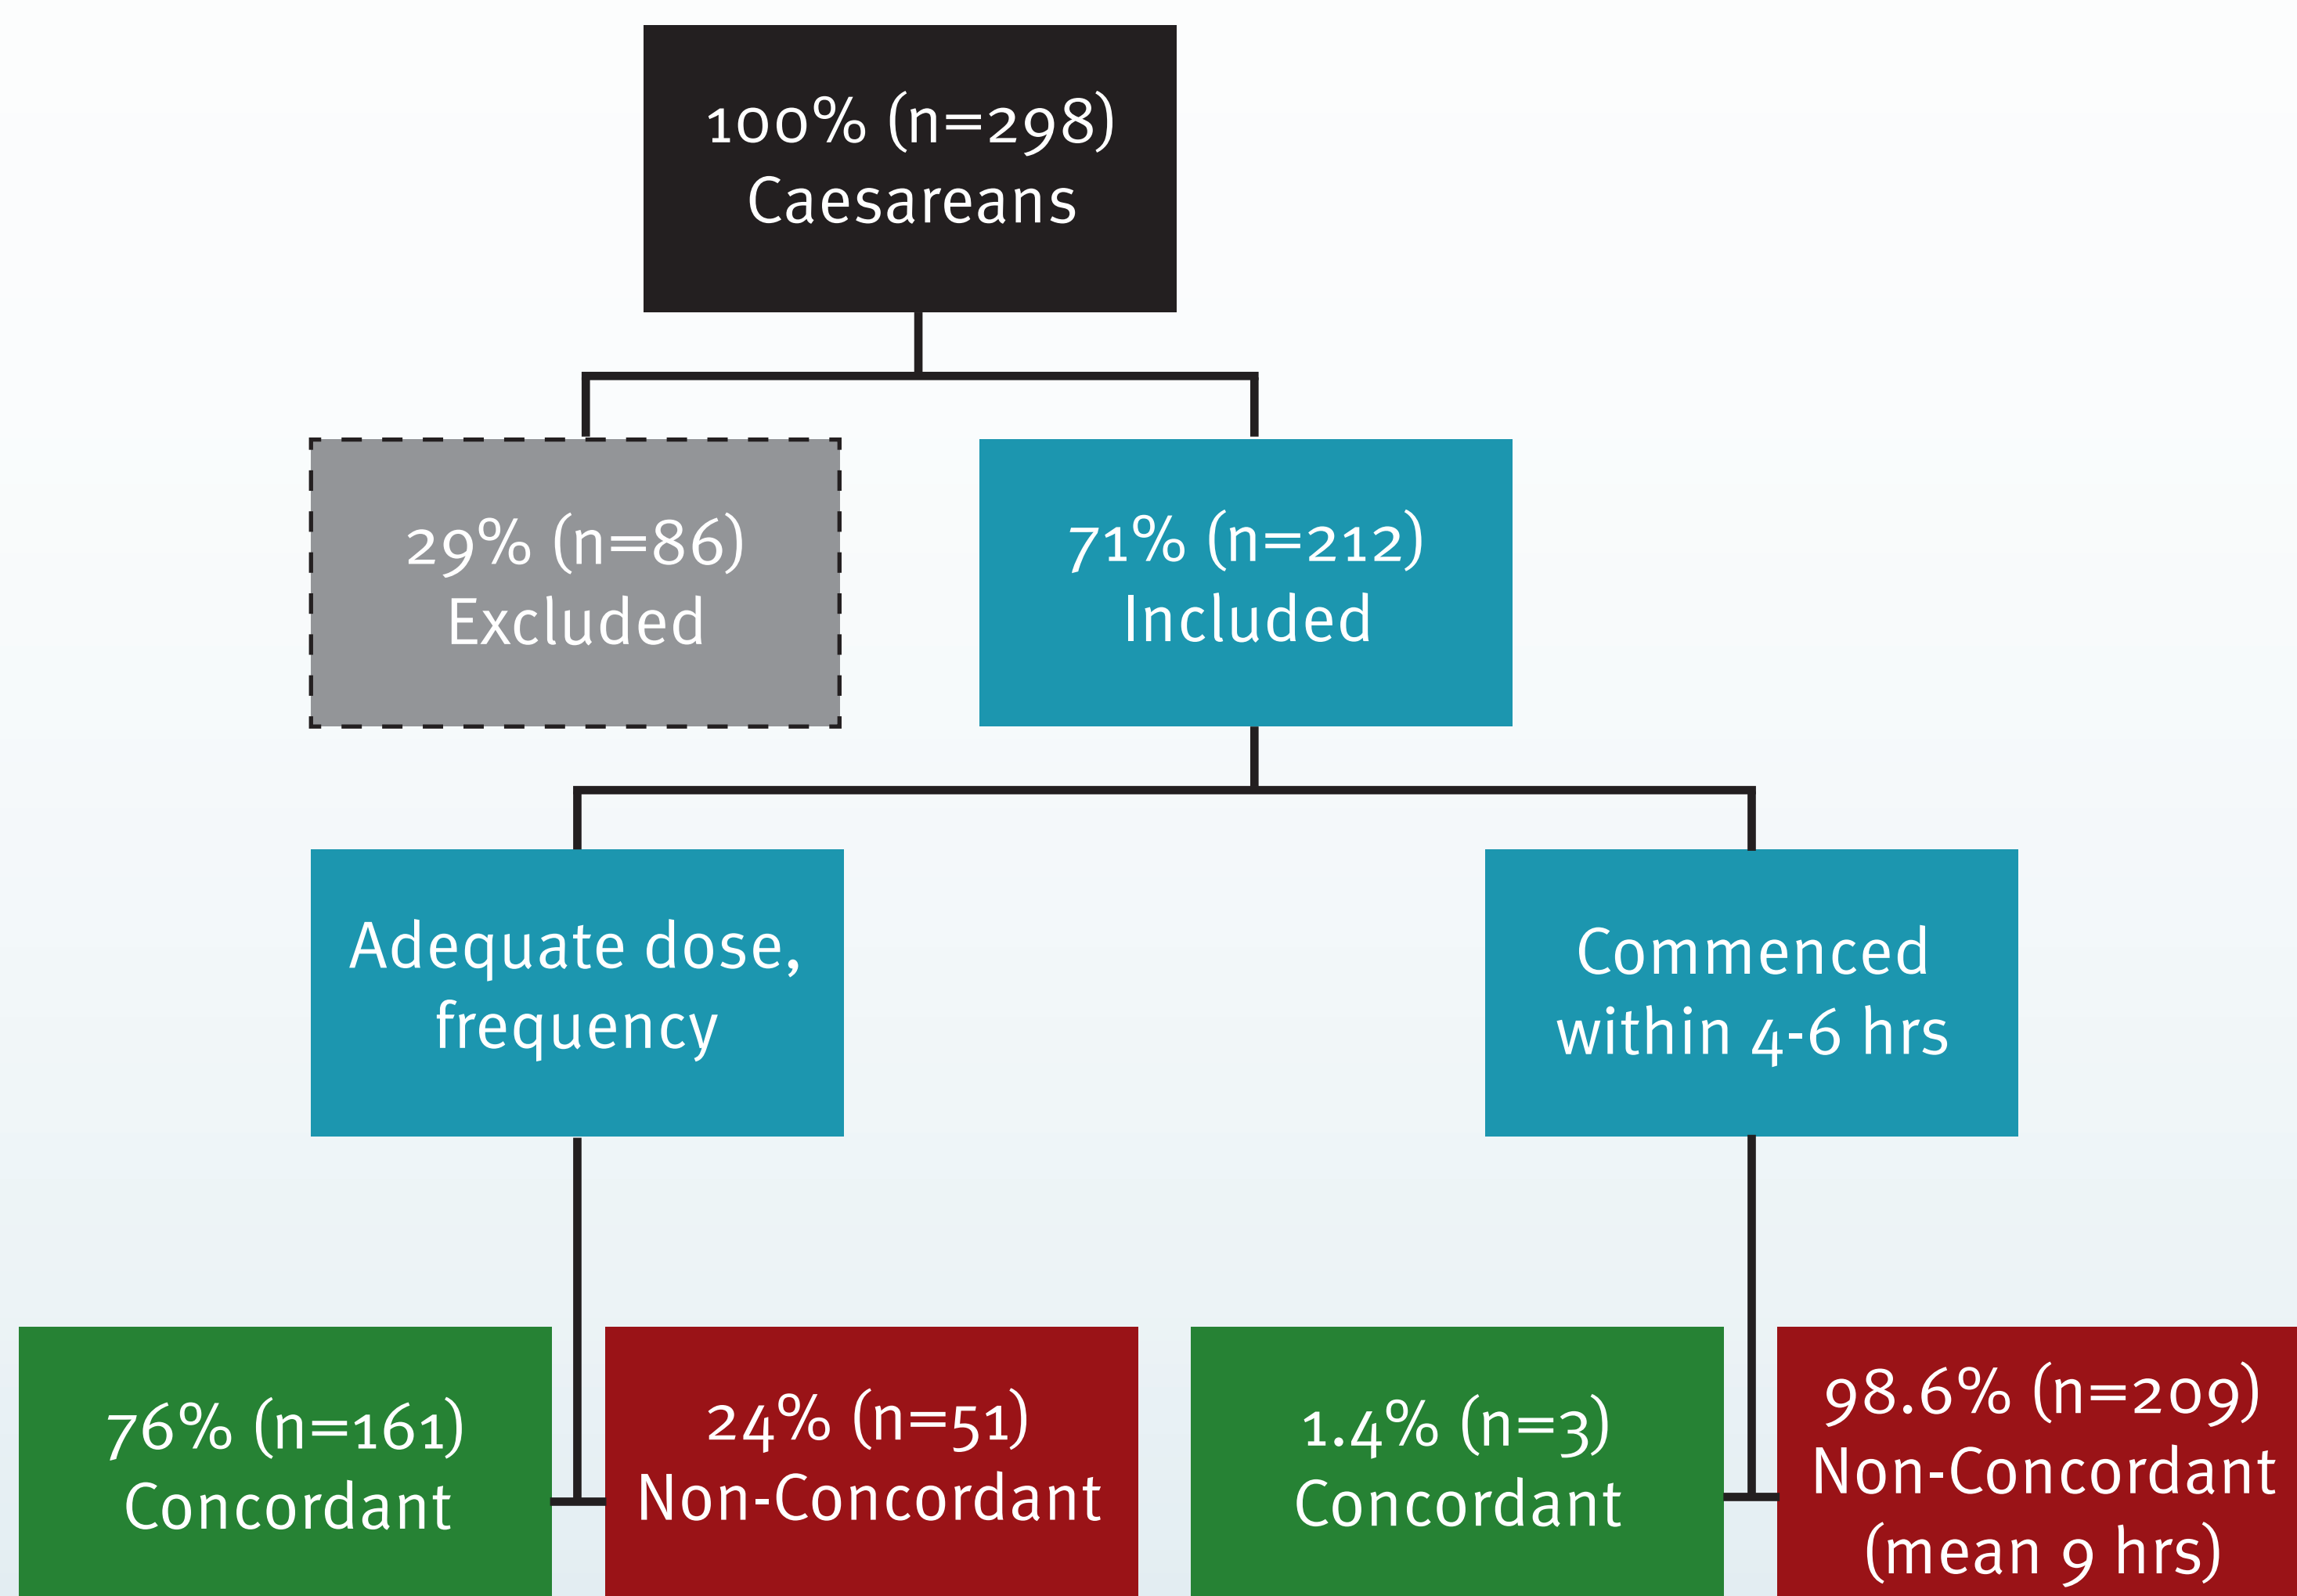 100% (n=298)
Caesareans
29% (n=86)
Excluded
71% (n=212)
Included
Adequate dose,
frequency
Commenced
within 4-6 hrs
76% (n=161)
Concordant
24% (n=51)
Non-Concordant
1.4% (n=3)
Concordant
98.6% (n=209)
Non-Concordant
(mean 9 hrs)